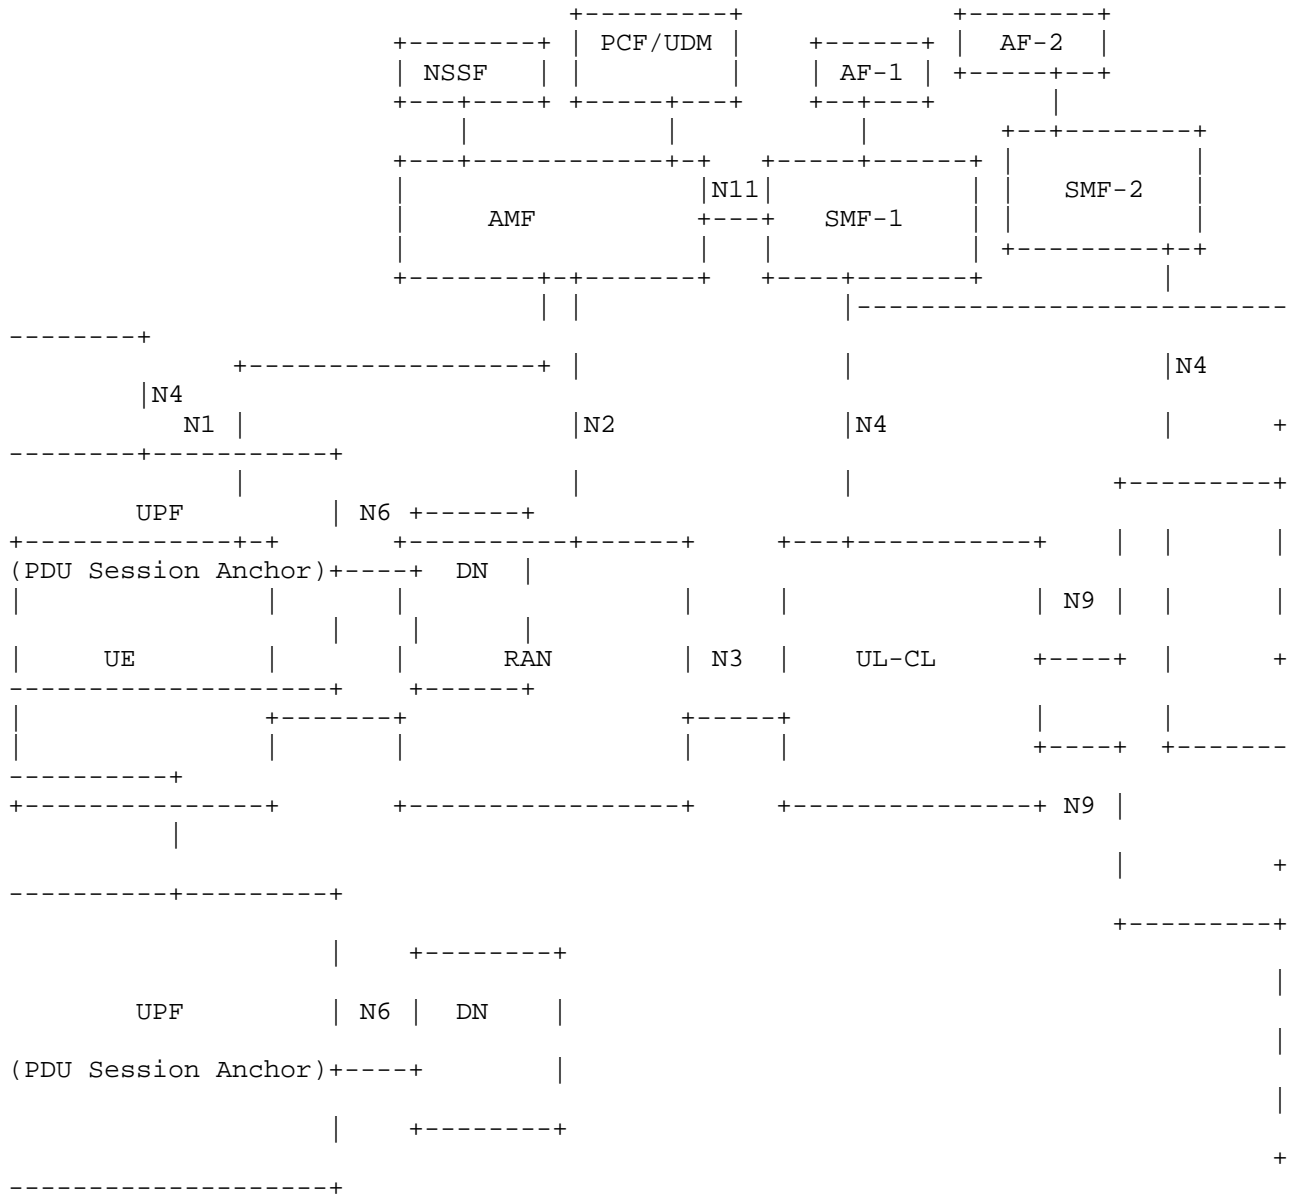 PCF/UDM AF-2
NSSF AF-1
N11 SMF-2
AMF SMF-1
N4
N4
N1 N2 N4
UPF N6
(PDU Session Anchor) DN
N9
UE RAN N3 UL-CL
N9
UPF N6 DN
(PDU Session Anchor)